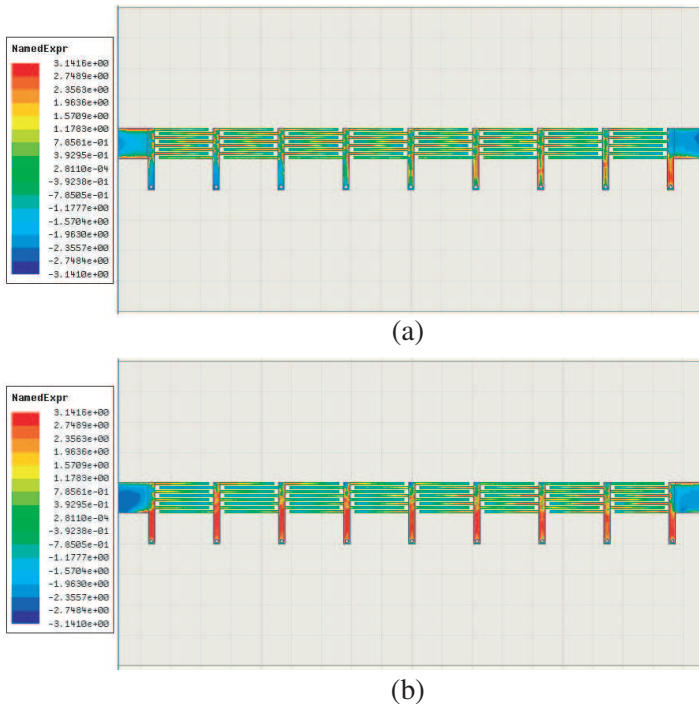 NamedExpr
3.1416e+00
2.7489e+00
2.3563e+00
1.9636e+00
1.5709e+00
1.1783e+00
7.8561e-01
3.9295e-01
2.8110e-04
-3.9238e-01
-7.8505e-01
-1.1777e+00
-1.5704e+00
-1.9630e+00
-2.3557e+00
-2.7484e+00
-3.1410e+00
(a)
NamedExpr
3.1416e+00
2.7489e+00
2.3563e+00
1.9636e+00
1.5709e+00
1.1783e+00
7.8561e-01
3.9295e-01
2.8110e-04
-3.9238e-01
-7.8505e-01
-1.1777e+00
-1.5704e+00
-1.9630e+00
-2.3557e+00
-2.7484e+00
-3.1410e+00
(b)